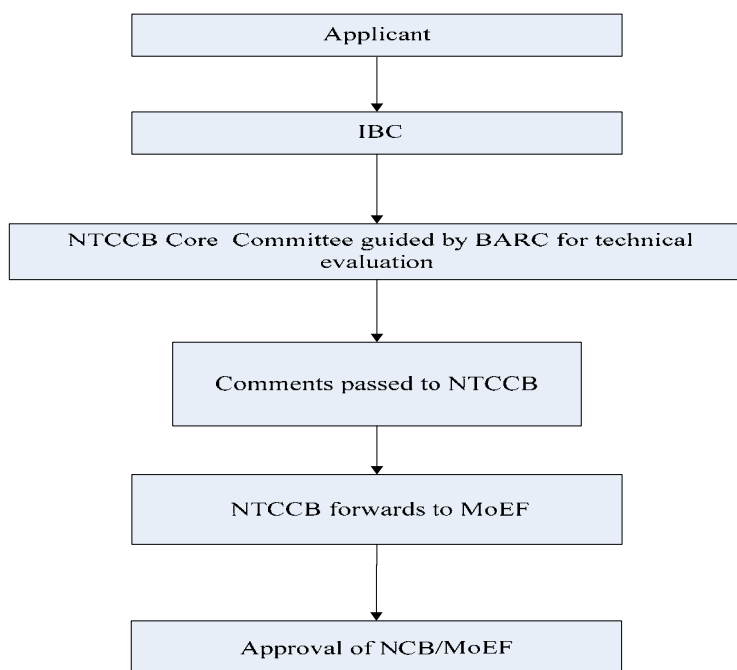 Applicant
IBC
NTCCB Core Committee guided by BARC for technical
evaluation
Comments passed to NTCCB
NTCCB forwards to MoEF
Approval of NCB/MoEF